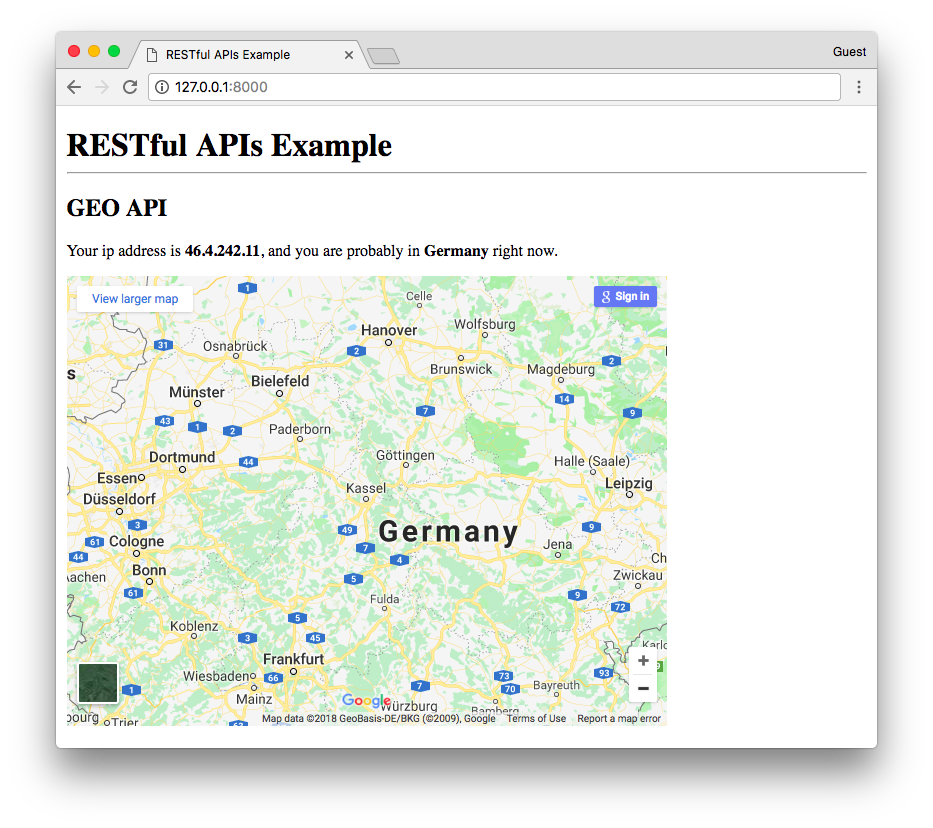 RESTful APIs Example
Guest
127.0.0.1:8000
RESTful APIs Example
GEO API
Your ip address is 46.4.242.11, and you are probably in Germany right now.
View larger map
1
Celle
Sign in
Hanover
Wolfsburg
31
Osnabrück
2
Brunswick
Magdeburg
2
s
Bielefeld
Münster
14
43
1
2
7
9
Paderborn
Dortmund
44
Göttingen
Halle (Saale)
Essen
Kassel
Leipzig
Düsseldorf
3
49
Germany
9
61
Cologne
7
Jena
44
4
Ch
Aachen
Bonn
5
Zwickau
61
Fulda
9
72
Koblenz
5
3
45
Karlo
Frankfurt
+
Wiesbaden
66
73
93
9
1
Mainz
7
70
Bayreuth
−
Google
Würzburg
Bamberg
bourg
Trier
63
Map data ©2018 GeoBasis-DE/BKG (©2009), Google
Terms of Use
Report a map error